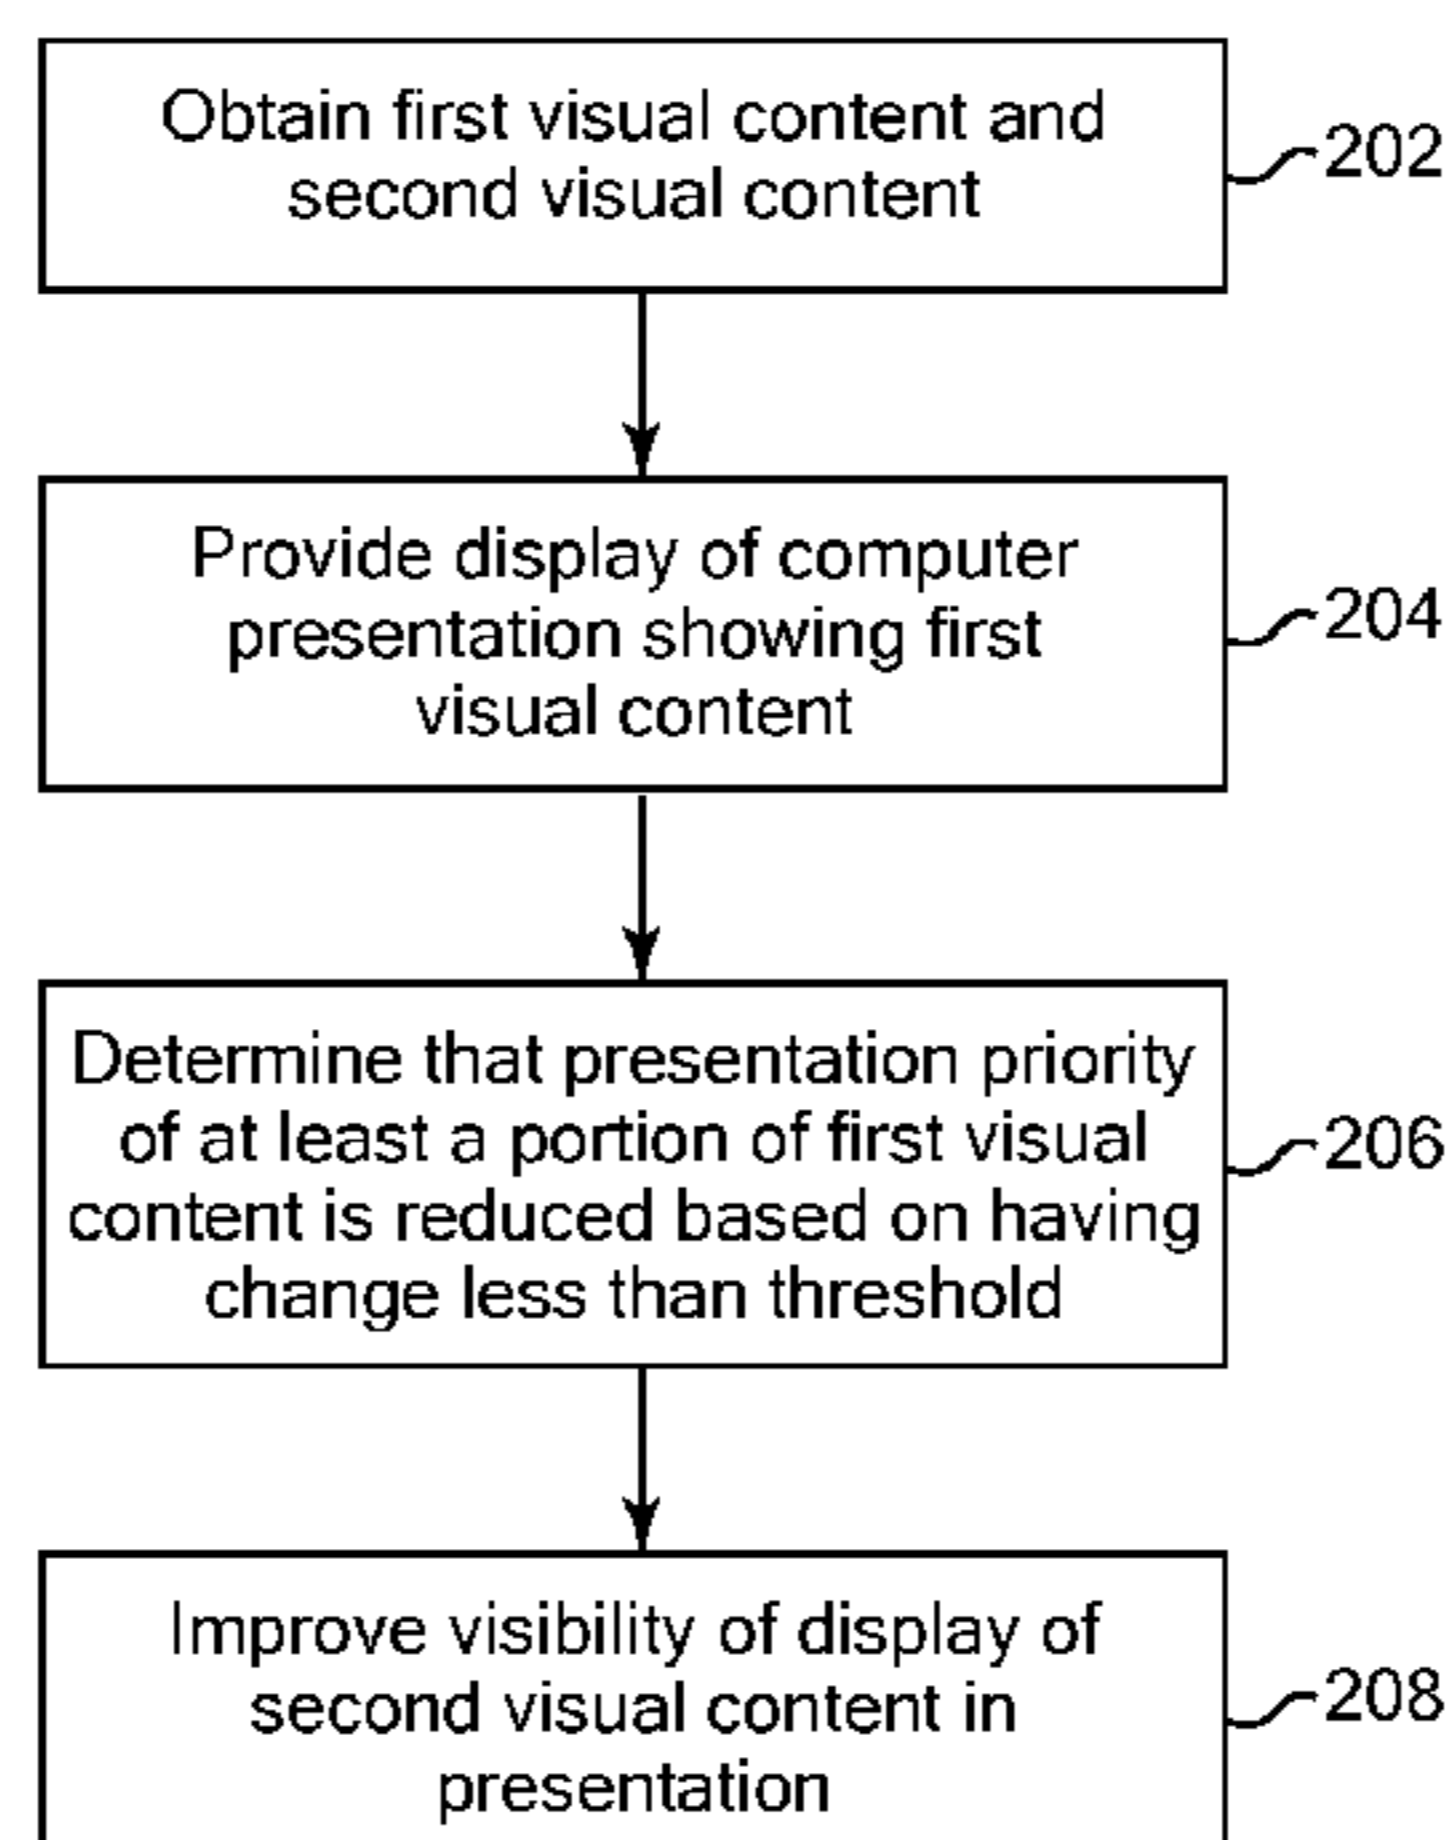 Obtain first visual content and
second visual content
202
Provide display of computer
presentation showing first
visual content
204
Determine that presentation priority
of at least a portion of first visual
content is reduced based on having
change less than threshold
206
Improve visibility of display of
second visual content in
presentation
208